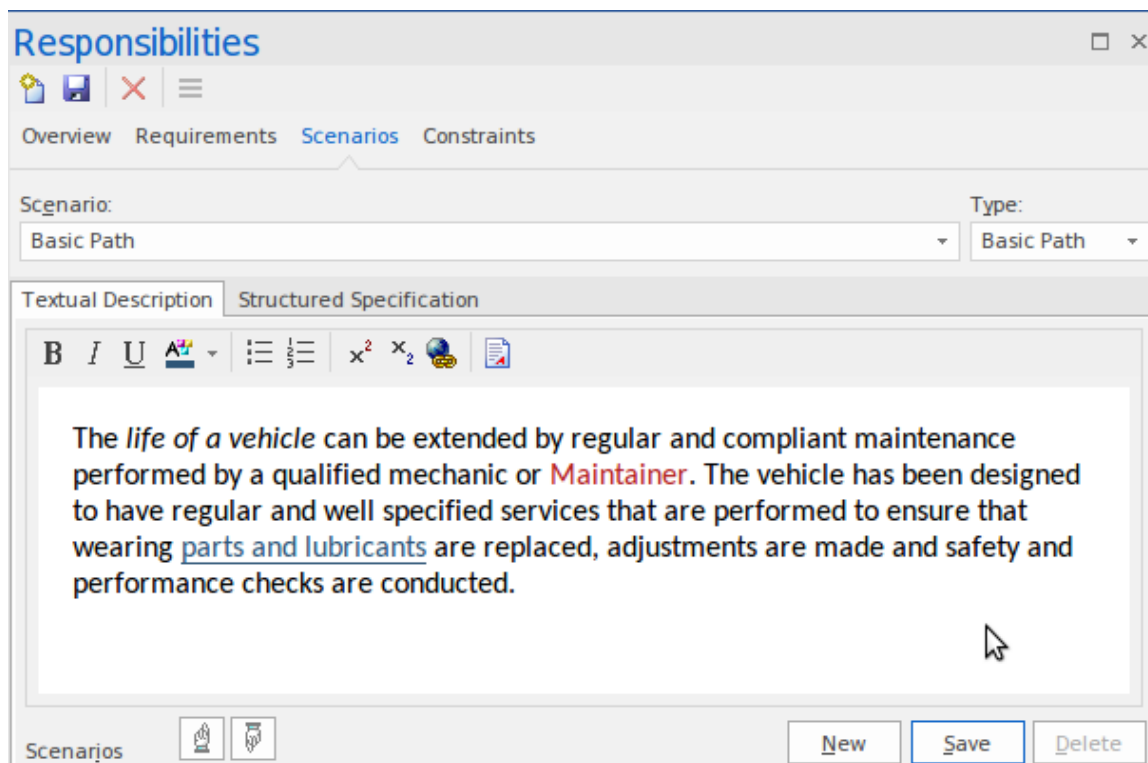 Responsibilities
Overview Requirements Scenarios Constraints
Scenario: Type:
Basic Path Basic Path
Textual Description Structured Specification
B I U A x² x₂
The life of a vehicle can be extended by regular and compliant maintenance
performed by a qualified mechanic or Maintainer. The vehicle has been designed
to have regular and well specified services that are performed to ensure that
wearing parts and lubricants are replaced, adjustments are made and safety and
performance checks are conducted.
Scenarios New Save Delete